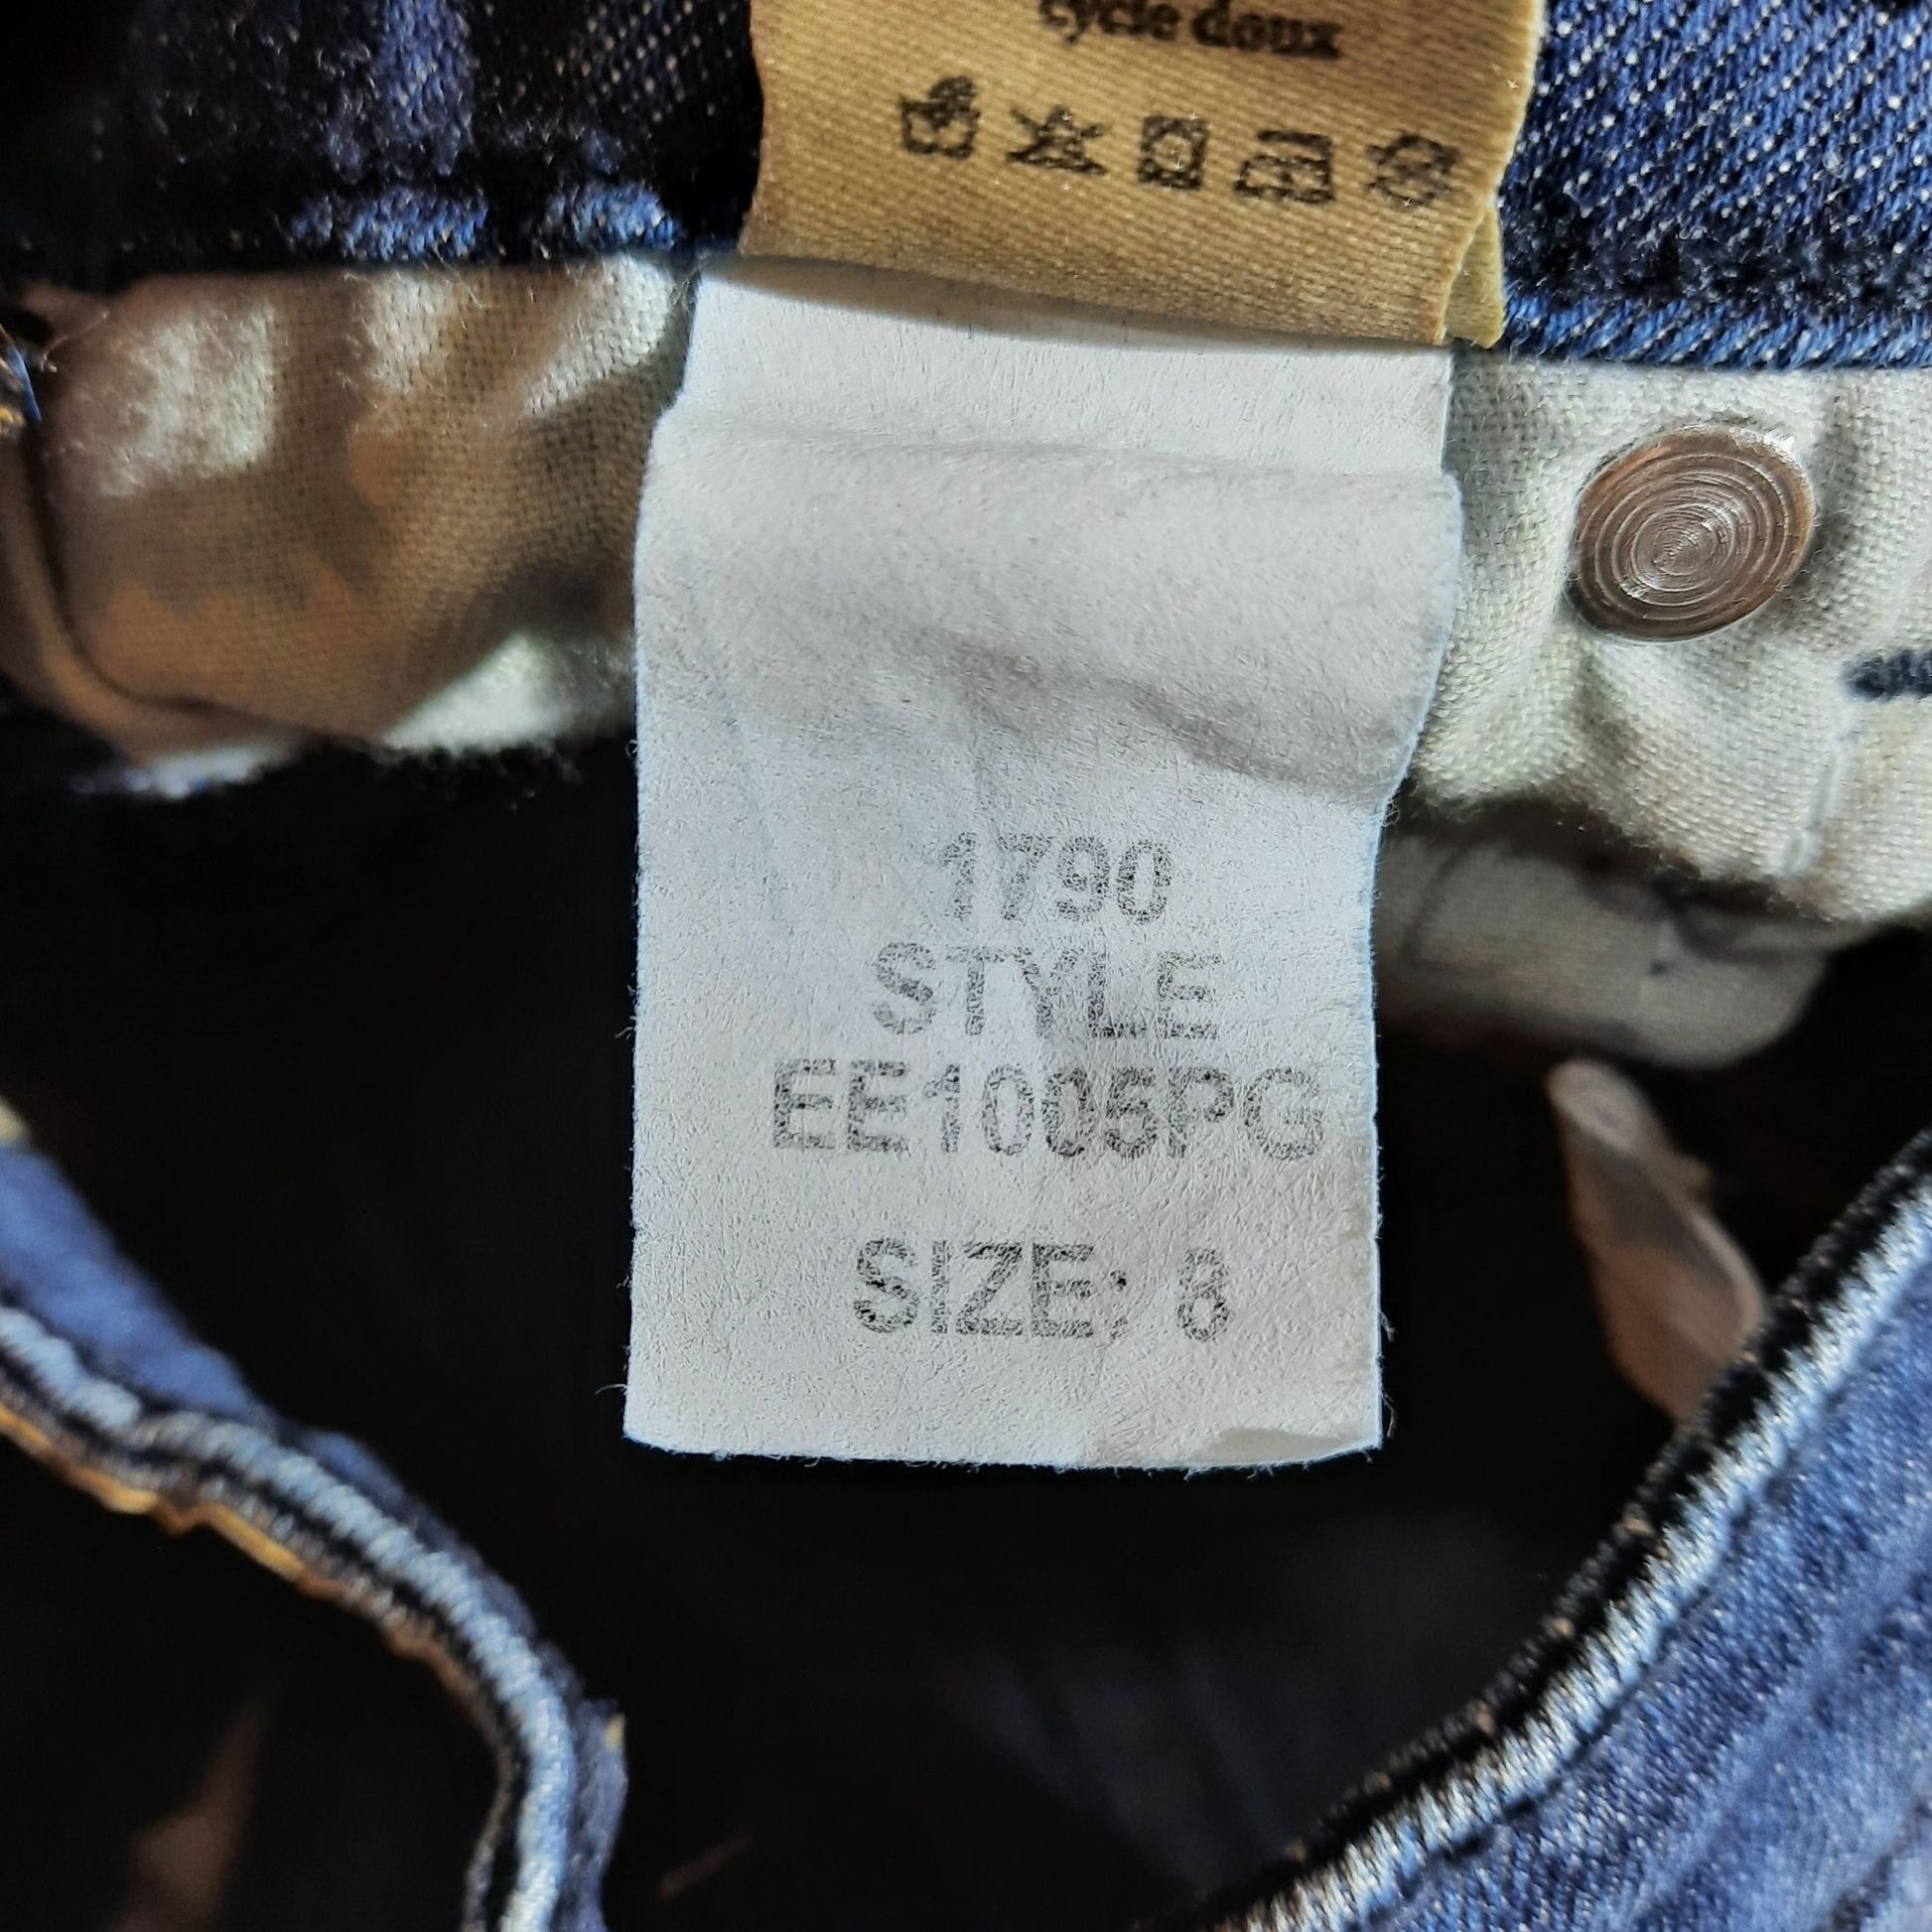 cycle doux
1790
STYLE
EE1005PG
SIZE; 8